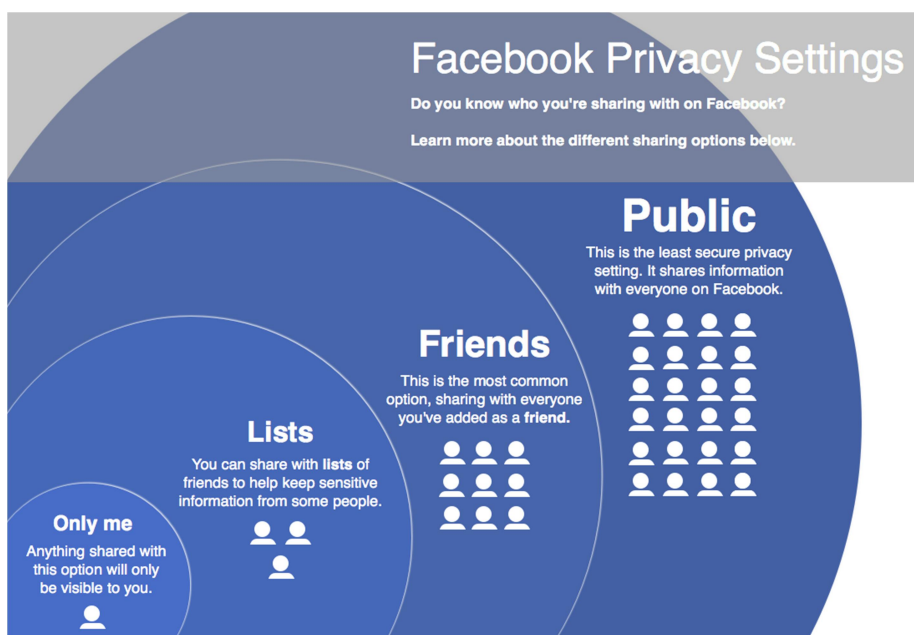 Facebook Privacy Settings
Do you know who you're sharing with on Facebook?
Learn more about the different sharing options below.
Public
This is the least secure privacy
setting. It shares information
with everyone on Facebook.
Friends
This is the most common
option, sharing with everyone
you've added as a friend.
Lists
You can share with lists of
friends to help keep sensitive
information from some people.
Only me
Anything shared with
this option will only
be visible to you.